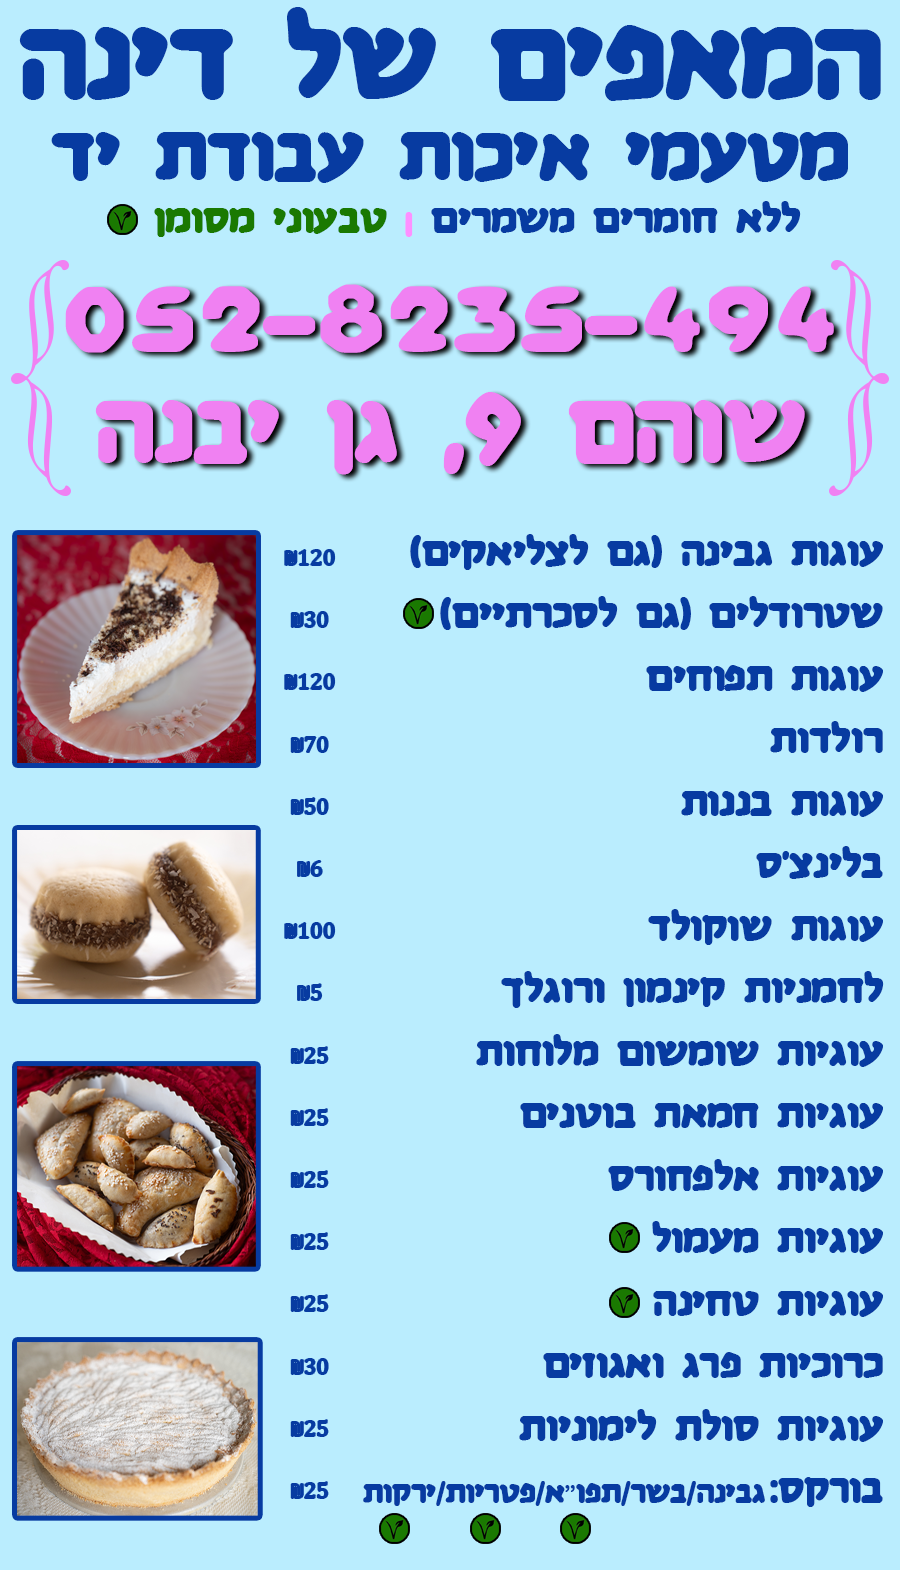 המאפים של דינה
מטעמי איכות עבודת יד
ללא חומרים משמרים | טבעוני מסומן
052-8235-494
שוהם 9, גן יבנה
עוגות גבינה (גם לצליאקים) ₪120
שטרודלים (גם לסכרתיים) ₪30
עוגות תפוחים ₪120
רולדות ₪70
עוגות בננות ₪50
בלינצ'ס ₪6
עוגות שוקולד ₪100
לחמניות קינמון ורוגלך ₪5
עוגיות שומשום מלוחות ₪25
עוגיות חמאת בוטנים ₪25
עוגיות אלפחורס ₪25
עוגיות מעמול ₪25
עוגיות טחינה ₪25
כרוכיות פרג ואגוזים ₪30
עוגיות סולת לימוניות ₪25
בורקס: גבינה/בשר/תפו"א/פטריות/ירקות ₪25